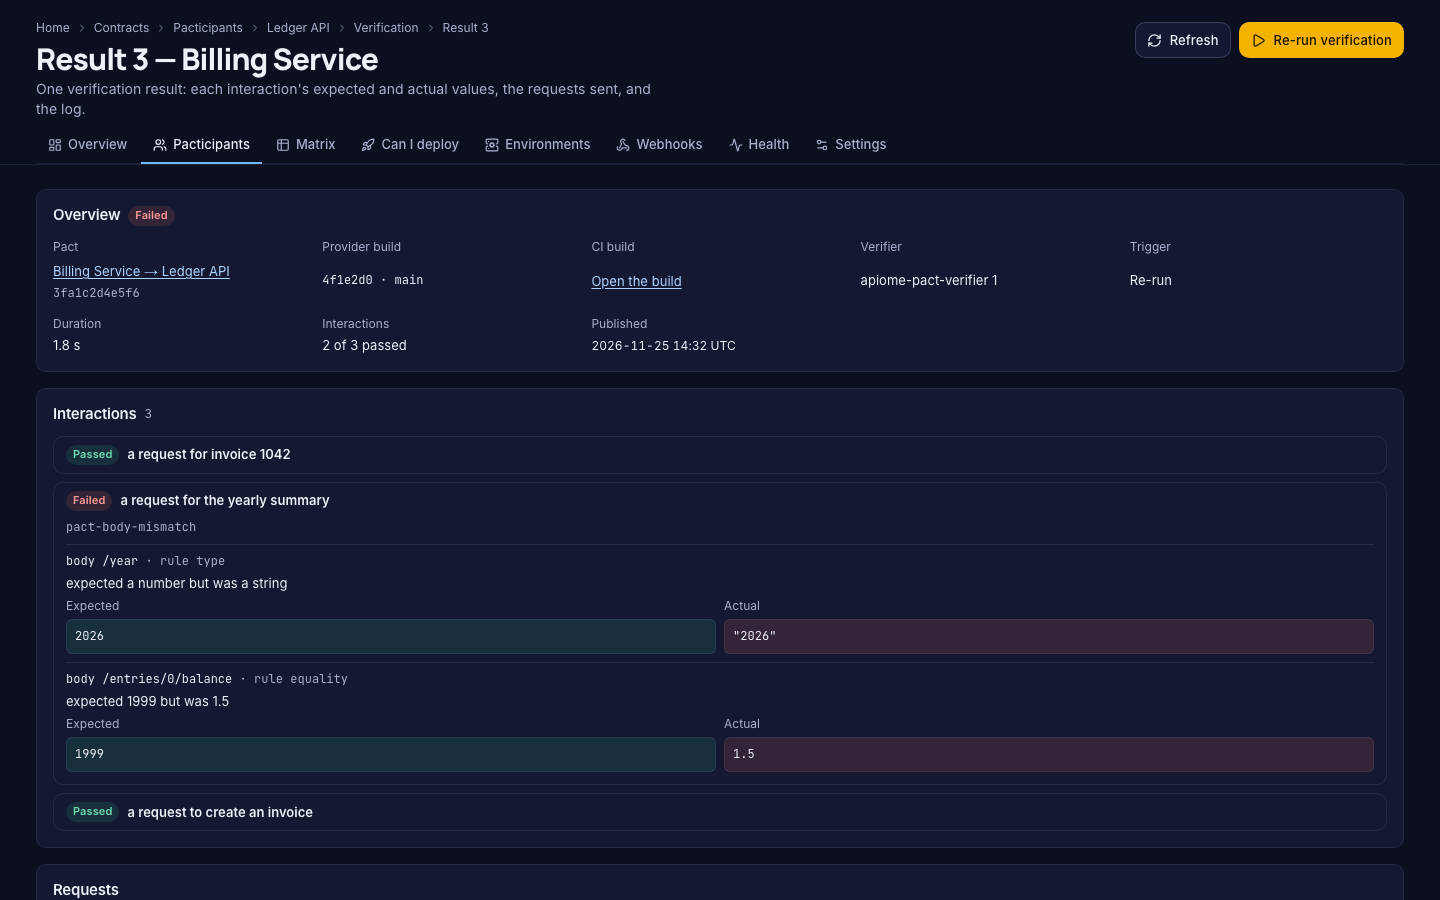 Home > Contracts > Pacticipants > Ledger API > Verification > Result 3
Refresh
Re-run verification
Result 3 — Billing Service
One verification result: each interaction's expected and actual values, the requests sent, and
the log.
Overview Pacticipants Matrix Can I deploy Environments Webhooks Health Settings
Overview Failed
Pact Provider build CI build Verifier Trigger
Billing Service → Ledger API 4f1e2d0 · main Open the build apiome-pact-verifier 1 Re-run
3fa1c2d4e5f6
Duration Interactions Published
1.8 s 2 of 3 passed 2026-11-25 14:32 UTC
Interactions 3
Passed a request for invoice 1042
Failed a request for the yearly summary
pact-body-mismatch
body /year · rule type
expected a number but was a string
Expected Actual
2026 "2026"
body /entries/0/balance · rule equality
expected 1999 but was 1.5
Expected Actual
1999 1.5
Passed a request to create an invoice
Requests